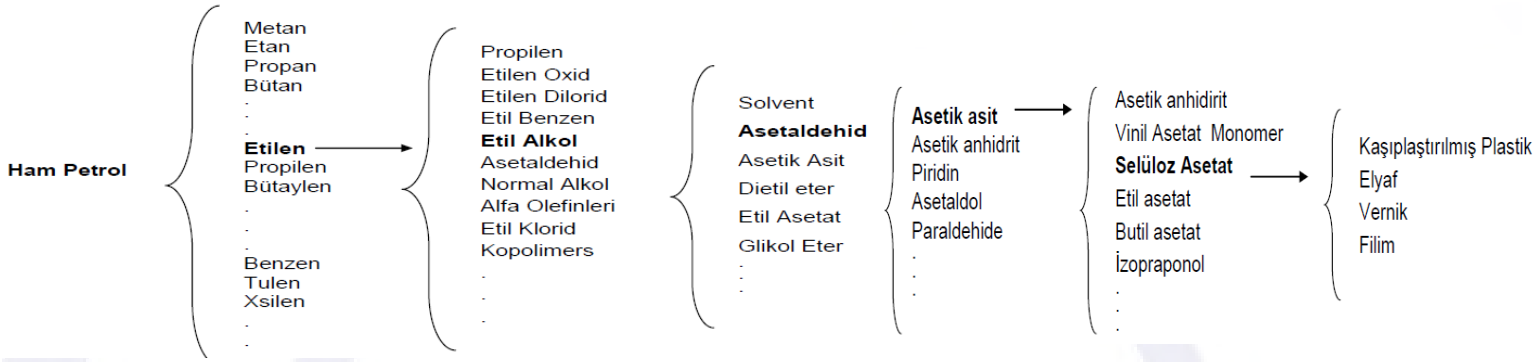 Ham Petrol
Metan
Etan
Propan
Bütan
.
.
Etilen
Propilen
Bütaylen
.
.
Benzen
Tulen
Xsilen
.
.
Propilen
Etilen Oxid
Etilen Dilorid
Etil Benzen
Etil Alkol
Asetaldehid
Normal Alkol
Alfa Olefinleri
Etil Klorid
Kopolimers
.
.
.
Solvent
Asetaldehid
Asetik Asit
Dietil eter
Etil Asetat
Glikol Eter
.
.
.
Asetik asit
Asetik anhidrit
Piridin
Asetaldol
Paraldehide
.
.
.
Asetik anhidirit
Vinil Asetat Monomer
Selüloz Asetat
Etil asetat
Butil asetat
İzopraponol
.
.
.
Kaşıplaştırılmış Plastik
Elyaf
Vernik
Filim